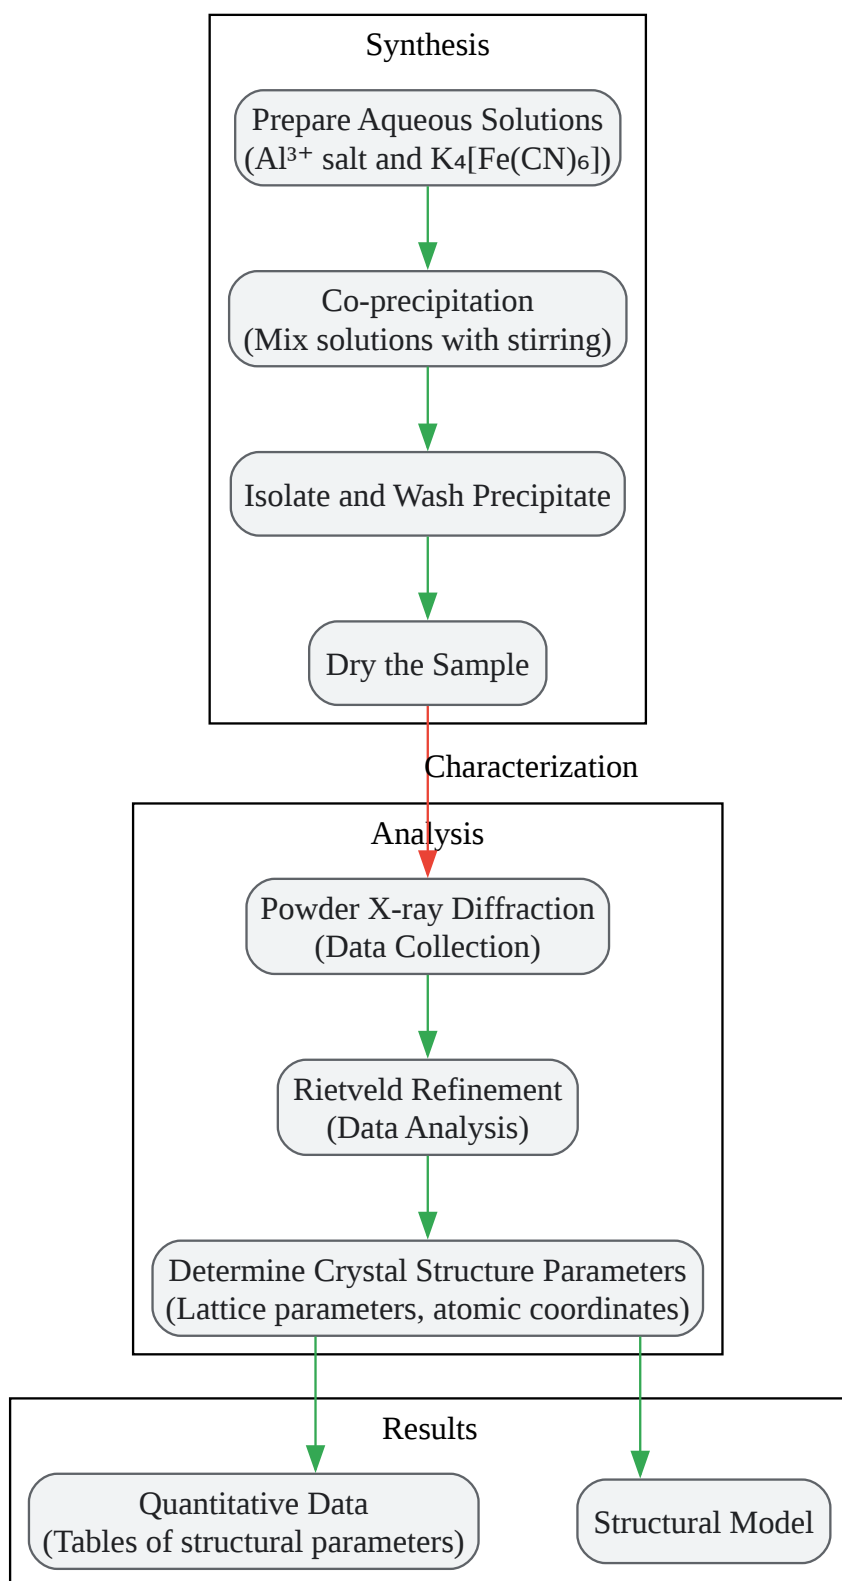 Synthesis
Prepare Aqueous Solutions
(Al³⁺ salt and K₄[Fe(CN)₆])
Co-precipitation
(Mix solutions with stirring)
Isolate and Wash Precipitate
Dry the Sample
Characterization
Analysis
Powder X-ray Diffraction
(Data Collection)
Rietveld Refinement
(Data Analysis)
Determine Crystal Structure Parameters
(Lattice parameters, atomic coordinates)
Results
Quantitative Data
(Tables of structural parameters)
Structural Model